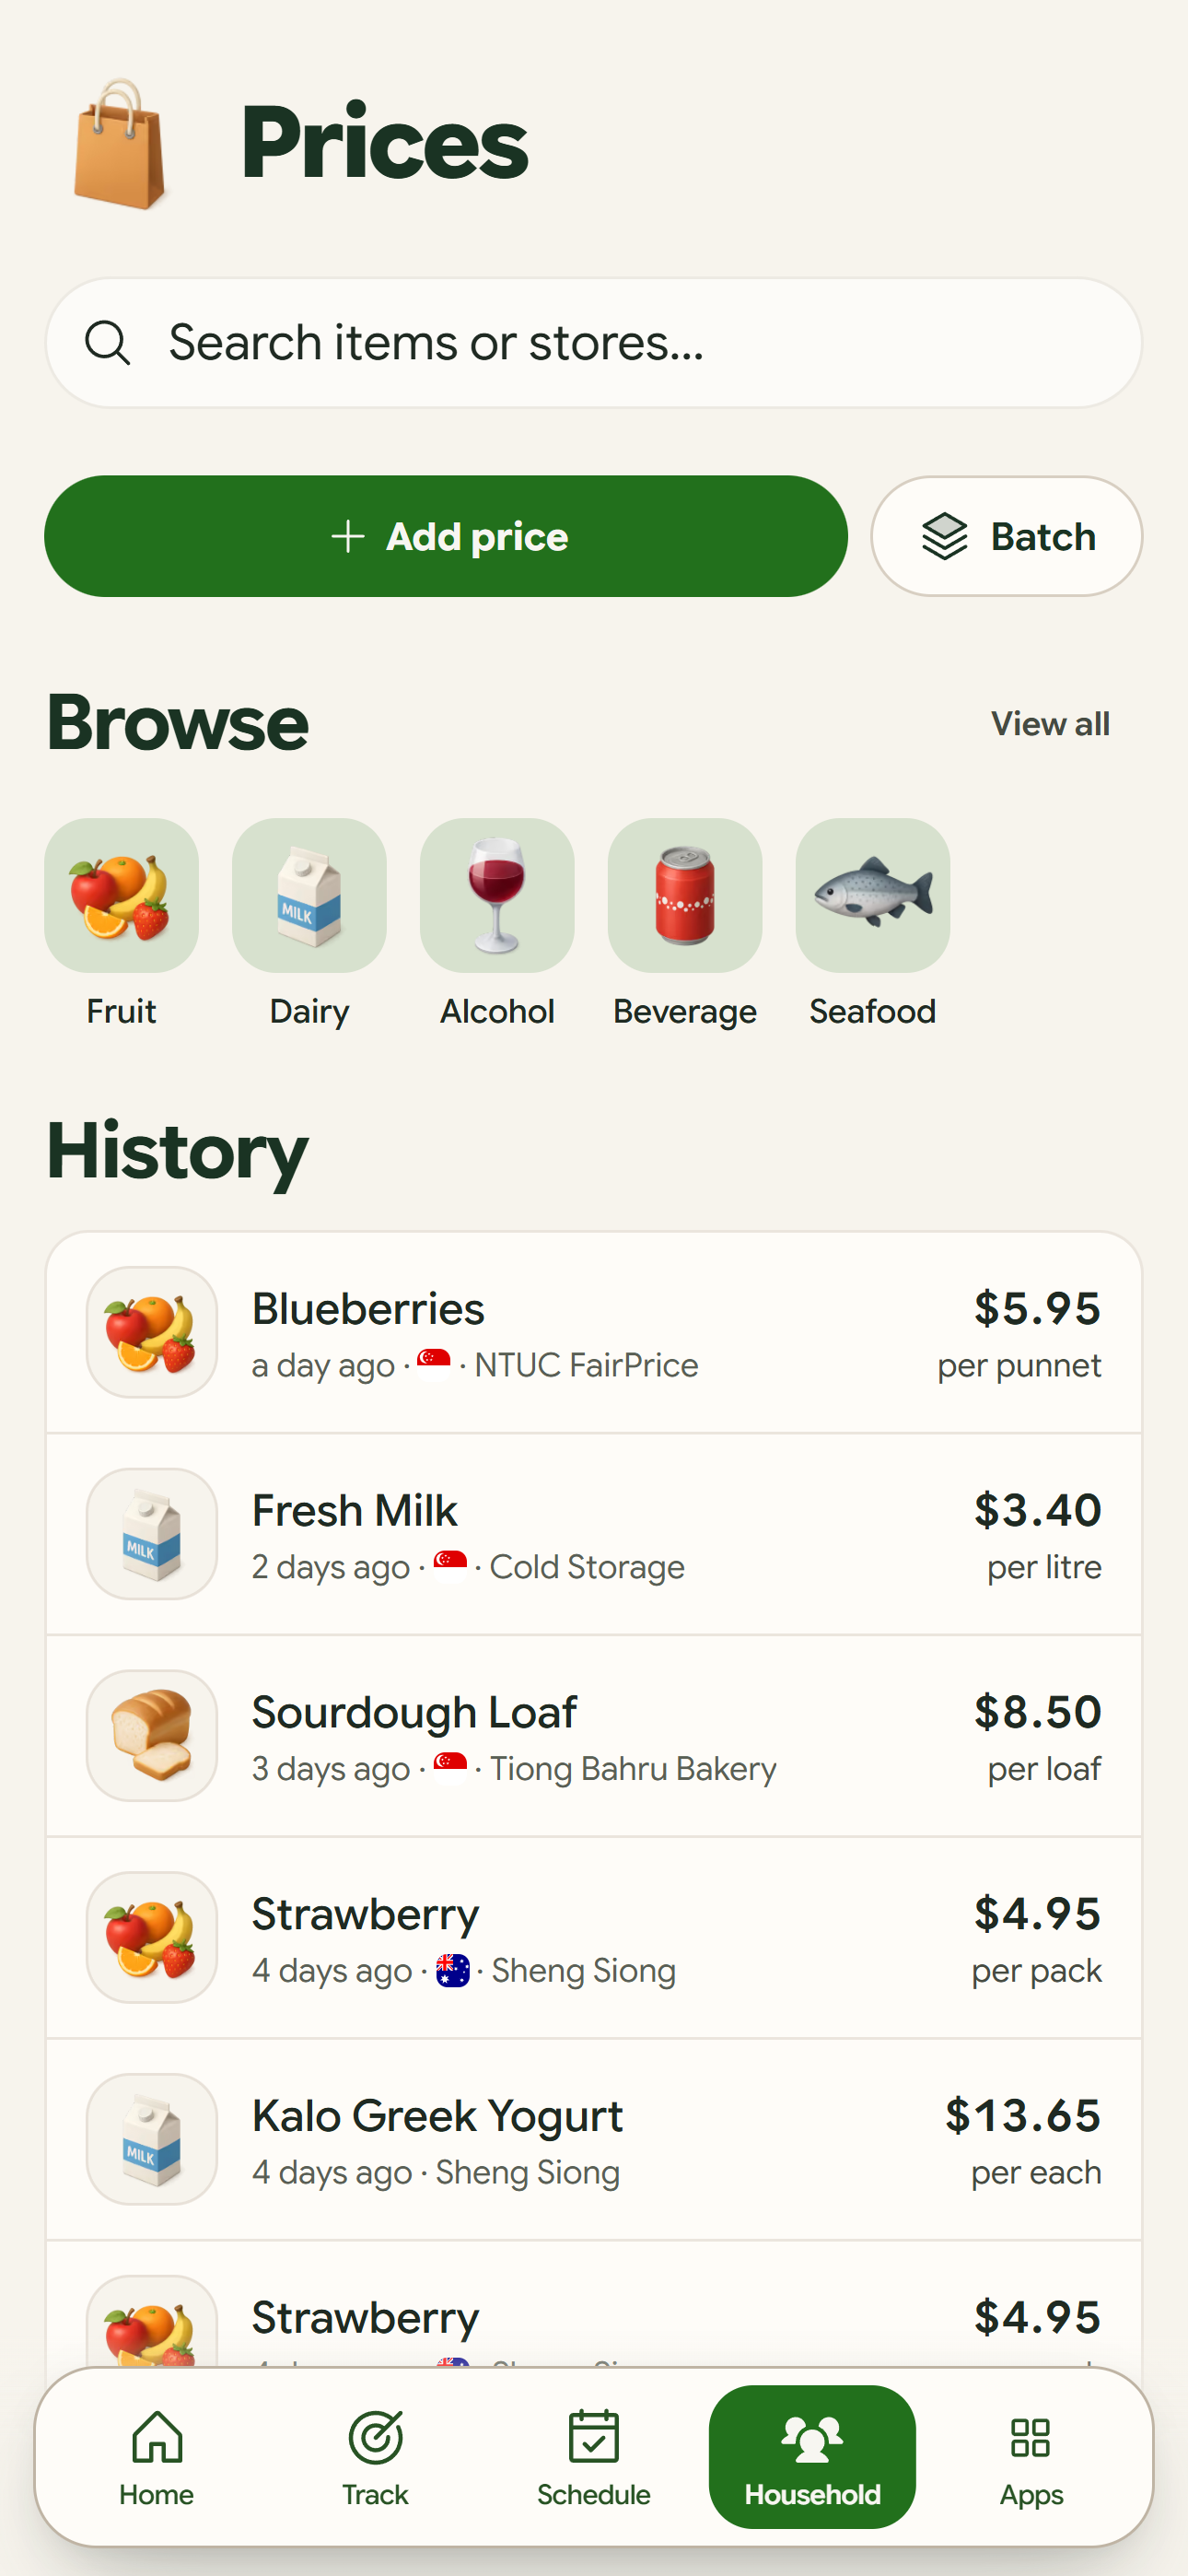 Prices
Search items or stores...
Add price
Batch
Browse
View all
MILK
Fruit
Dairy
Alcohol
Beverage
Seafood
History
Blueberries
$5.95
a day ago · · NTUC FairPrice
per punnet
MILK
Fresh Milk
$3.40
2 days ago · · Cold Storage
per litre
Sourdough Loaf
$8.50
3 days ago · · Tiong Bahru Bakery
per loaf
Strawberry
$4.95
4 days ago · · Sheng Siong
per pack
MILK
Kalo Greek Yogurt
$13.65
4 days ago · Sheng Siong
per each
Strawberry
$4.95
Home
Track
Schedule
Household
Apps